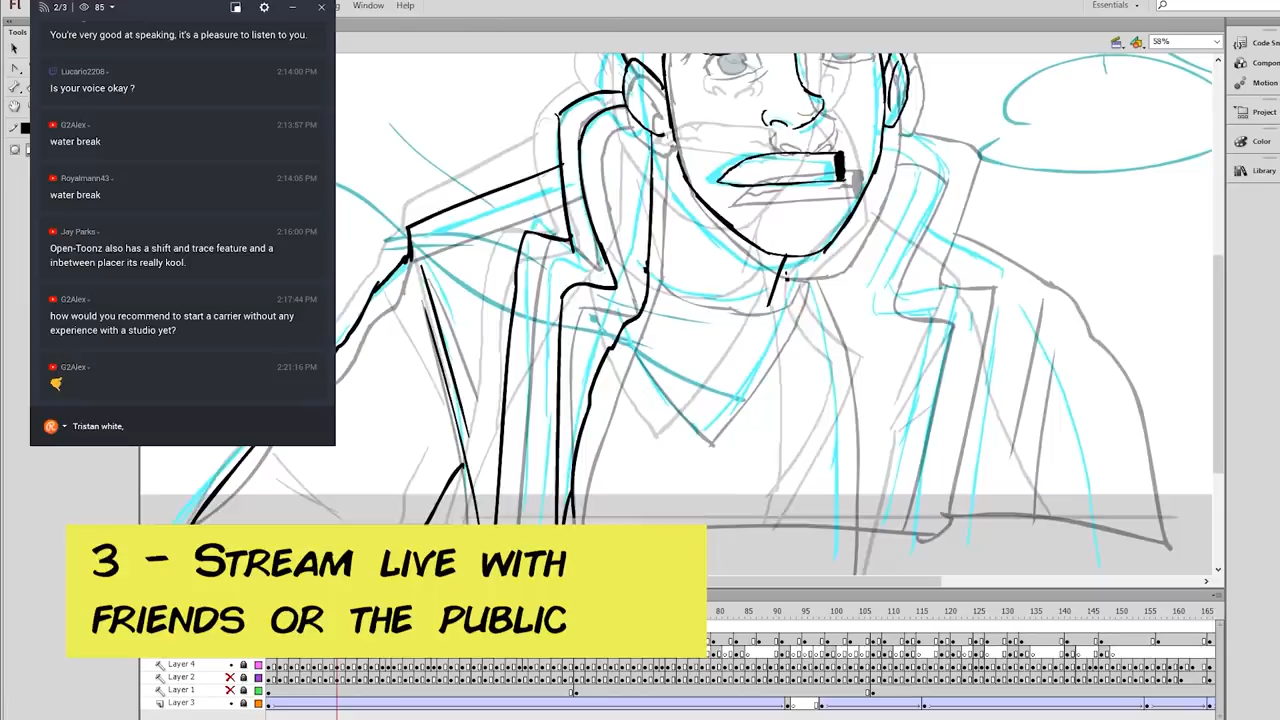 Fl
Window Help
Essentials
2/3 85
Tools
58%
You're very good at speaking, it's a pleasure to listen to you.
Lucario2208
2:14:00 PM
Is your voice okay ?
G2Alex
2:13:57 PM
water break
Royalmann43
2:14:05 PM
water break
Jay Parks
2:16:00 PM
Open-Toonz also has a shift and trace feature and a
inbetween placer its really kool.
G2Alex
2:17:44 PM
how would you recommend to start a carrier without any
experience with a studio yet?
G2Alex
2:21:16 PM
Tristan white,
Code Sn
Compon
Motion
Project
Color
Library
3 - Stream live with
friends or the public
80 85 90 95 100 105 110 115 120 125 130 135 140 145 150 155 160 165
Layer 4
Layer 2
Layer 1
Layer 3